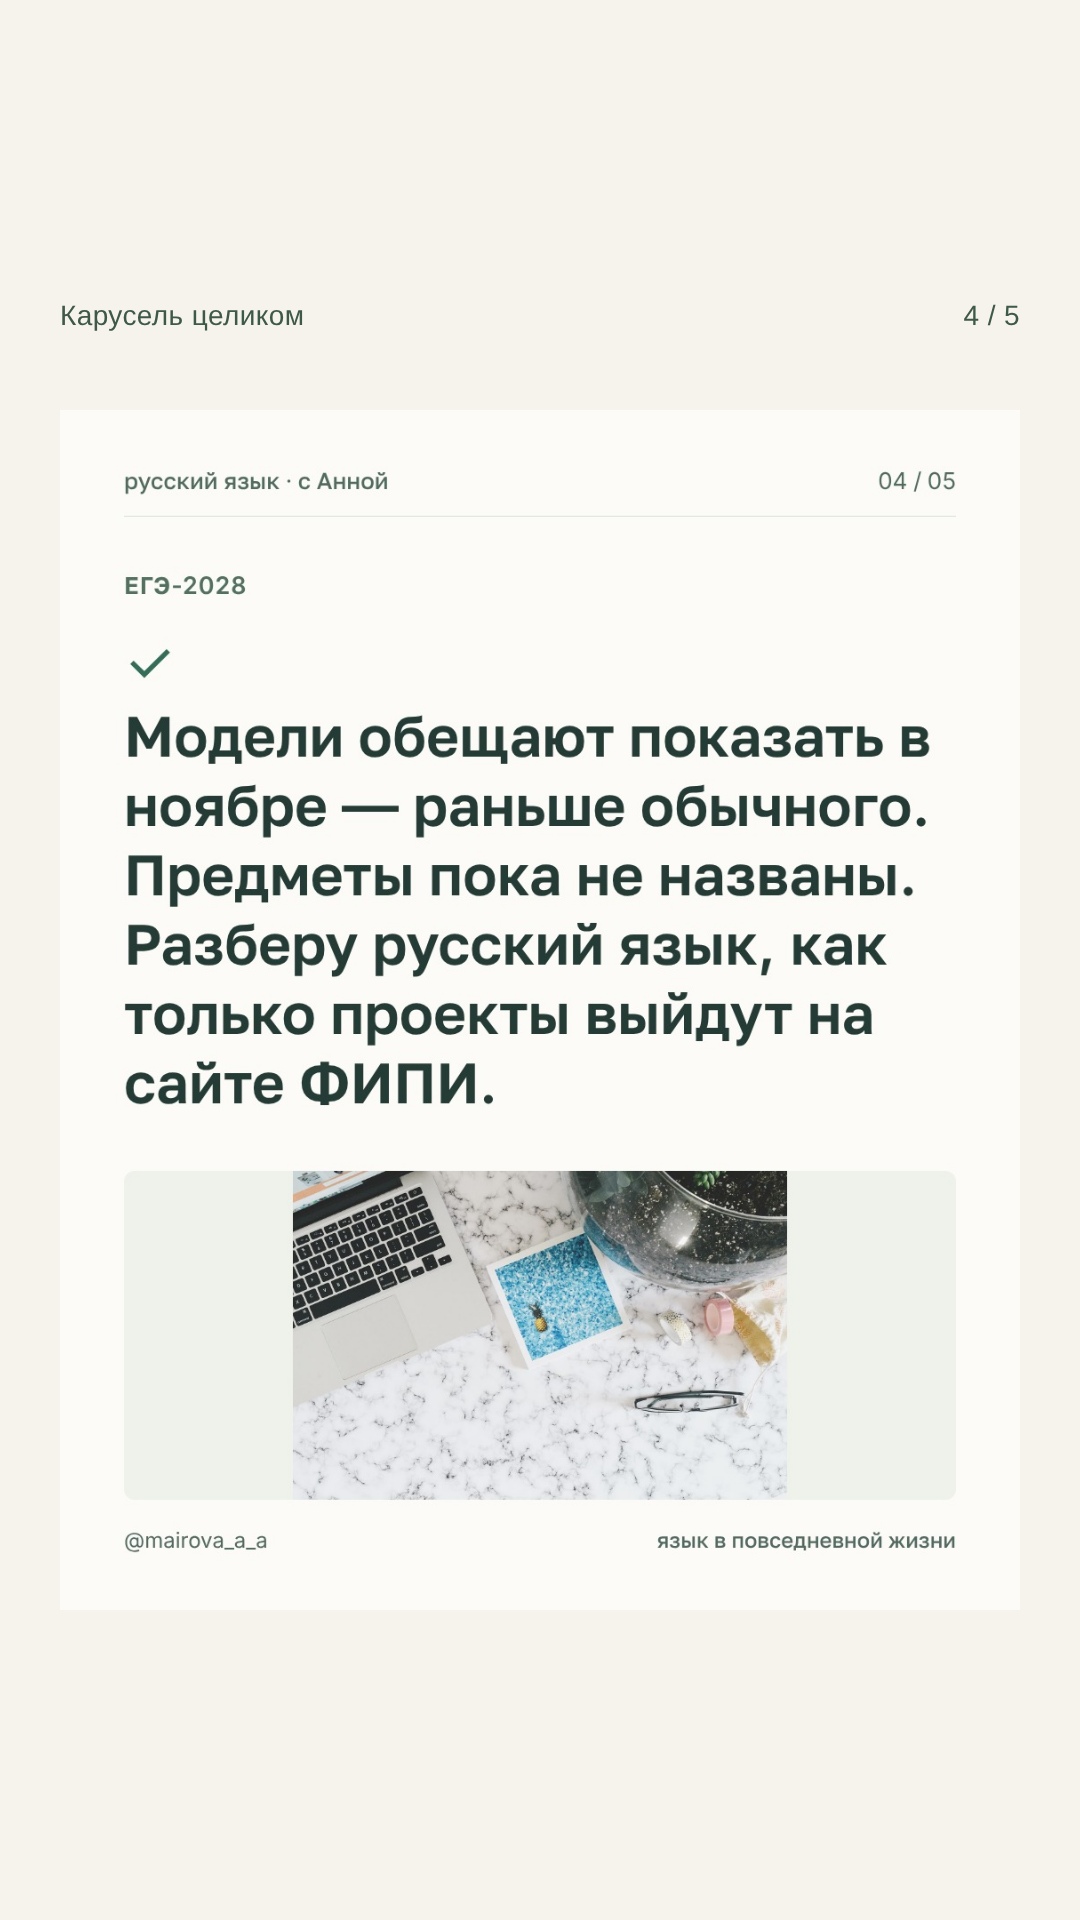 Карусель целиком
4 / 5
русский язык · с Анной
04 / 05
ЕГЭ-2028
Модели обещают показать в
ноябре — раньше обычного.
Предметы пока не названы.
Разберу русский язык, как
только проекты выйдут на
сайте ФИПИ.
@mairova_a_a
язык в повседневной жизни